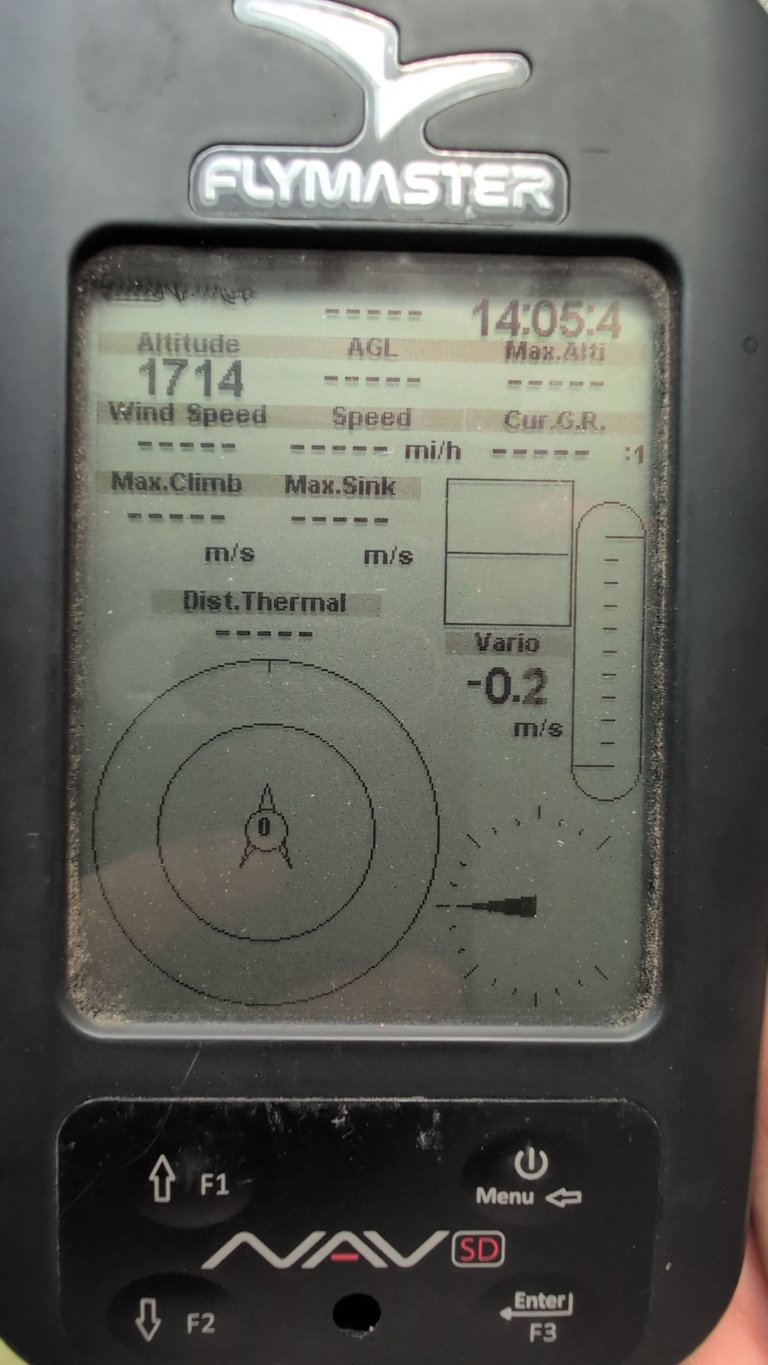 FLYMASTER
----- 14:05:4
Altitude AGL Max.Alti
1714 ----- -----
Wind Speed Speed Cur.G.R.
----- ----- mi/h ----- :1
Max.Climb Max.Sink
----- -----
m/s m/s
Dist.Thermal
-----
Vario
-0.2
m/s
0
F1
Menu
NAV SD
F2
Enter
F3